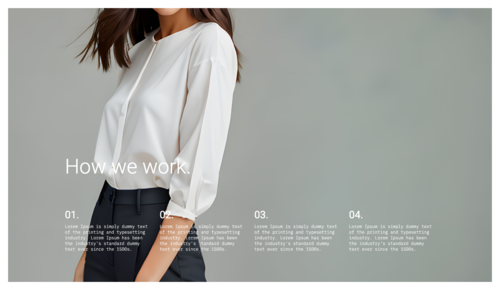 How we work.
01.
Lorem Ipsum is simply dummy text
of the printing and typesetting
industry. Lorem Ipsum has been
the industry's standard dummy
text ever since the 1500s.
02.
Lorem Ipsum is simply dummy text
of the printing and typesetting
industry. Lorem Ipsum has been
the industry's standard dummy
text ever since the 1500s.
03.
Lorem Ipsum is simply dummy text
of the printing and typesetting
industry. Lorem Ipsum has been
the industry's standard dummy
text ever since the 1500s.
04.
Lorem Ipsum is simply dummy text
of the printing and typesetting
industry. Lorem Ipsum has been
the industry's standard dummy
text ever since the 1500s.